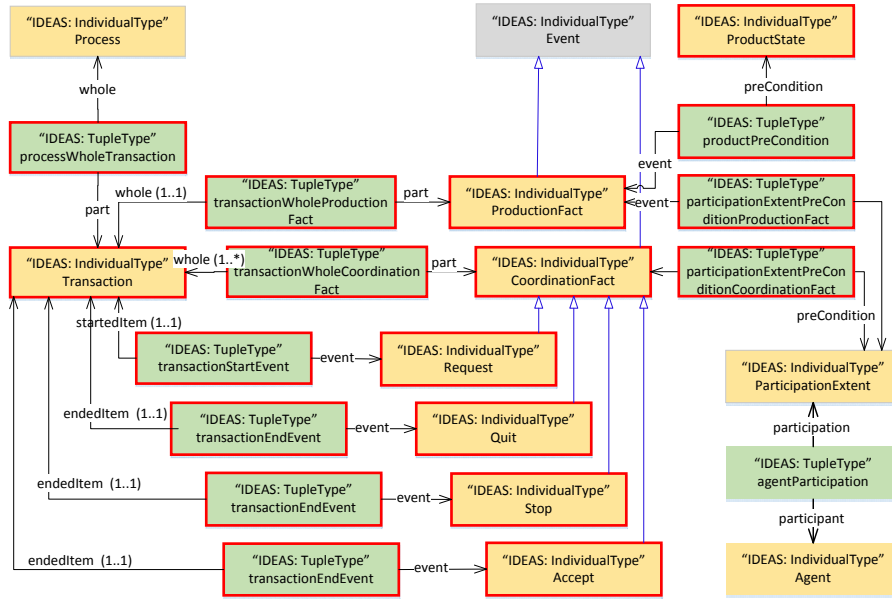 “IDEAS: IndividualType”
Process
“IDEAS: IndividualType”
Event
“IDEAS: IndividualType”
ProductState
whole
preCondition
“IDEAS: TupleType”
processWholeTransaction
“IDEAS: TupleType”
productPreCondition
event
part
whole (1..1)
“IDEAS: TupleType”
transactionWholeProduction
Fact
part
“IDEAS: IndividualType”
ProductionFact
event
“IDEAS: TupleType”
participationExtentPreCon
ditionProductionFact
“IDEAS: IndividualType”
Transaction
whole (1..*)
“IDEAS: TupleType”
transactionWholeCoordination
Fact
part
“IDEAS: IndividualType”
CoordinationFact
“IDEAS: TupleType”
participationExtentPreCon
ditionCoordinationFact
preCondition
startedItem (1..1)
“IDEAS: TupleType”
transactionStartEvent
event
“IDEAS: IndividualType”
Request
“IDEAS: IndividualType”
ParticipationExtent
endedItem (1..1)
“IDEAS: TupleType”
transactionEndEvent
event
“IDEAS: IndividualType”
Quit
participation
“IDEAS: TupleType”
agentParticipation
endedItem (1..1)
“IDEAS: TupleType”
transactionEndEvent
event
“IDEAS: IndividualType”
Stop
participant
endedItem (1..1)
“IDEAS: TupleType”
transactionEndEvent
event
“IDEAS: IndividualType”
Accept
“IDEAS: IndividualType”
Agent